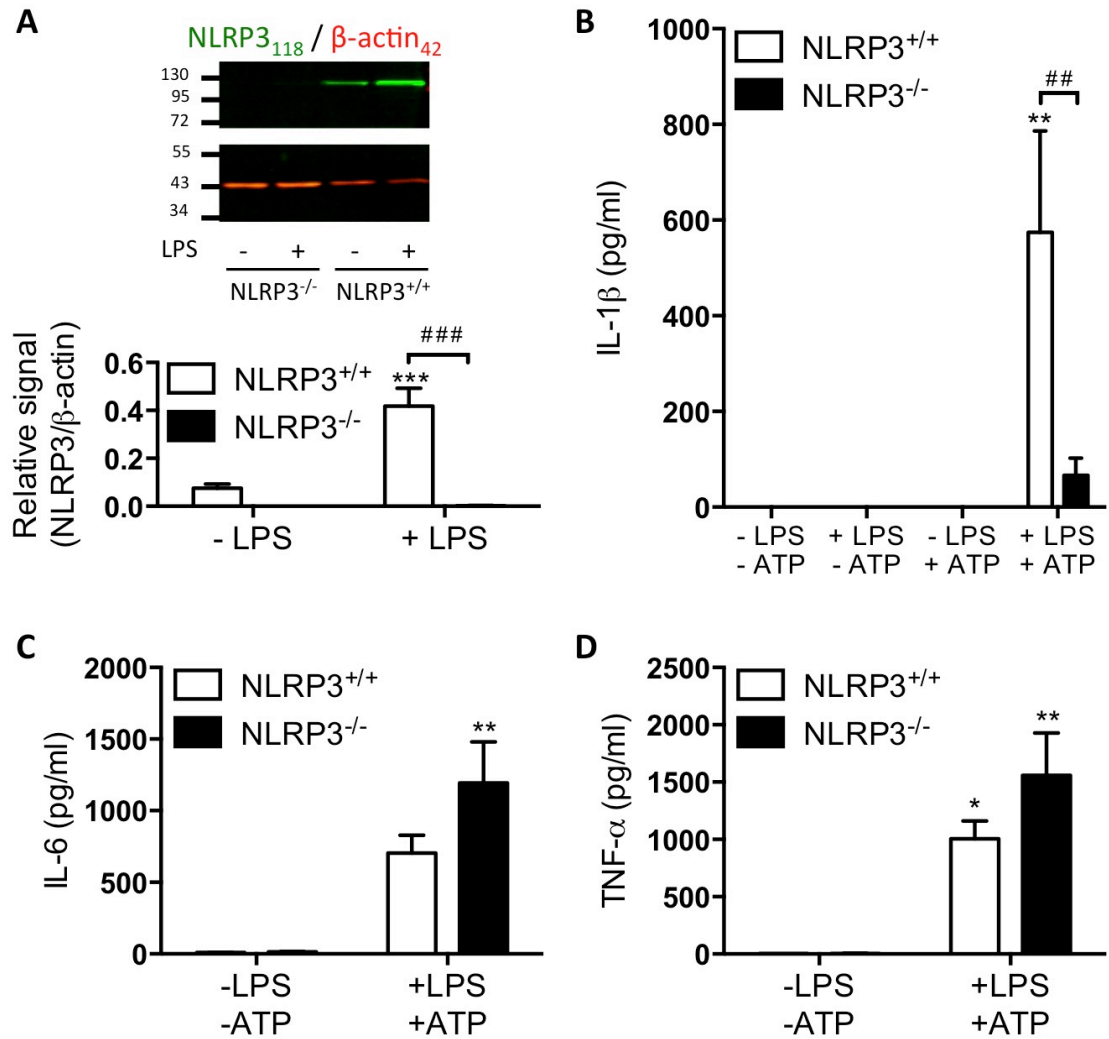 A
NLRP3118 / β-actin42
130
95
72
55
43
34
LPS - + - +
NLRP3-/- NLRP3+/+
Relative signal
(NLRP3/β-actin)
0.6
0.4
0.2
0.0
NLRP3+/+
NLRP3-/-
***
###
- LPS + LPS
B
IL-1β (pg/ml)
1000
800
600
400
200
0
NLRP3+/+
NLRP3-/-
##
**
- LPS + LPS - LPS + LPS
- ATP - ATP + ATP + ATP
C
IL-6 (pg/ml)
2000
1500
1000
500
0
NLRP3+/+
NLRP3-/-
**
-LPS +LPS
-ATP +ATP
D
TNF-α (pg/ml)
2500
2000
1500
1000
500
0
NLRP3+/+
NLRP3-/-
* **
-LPS +LPS
-ATP +ATP